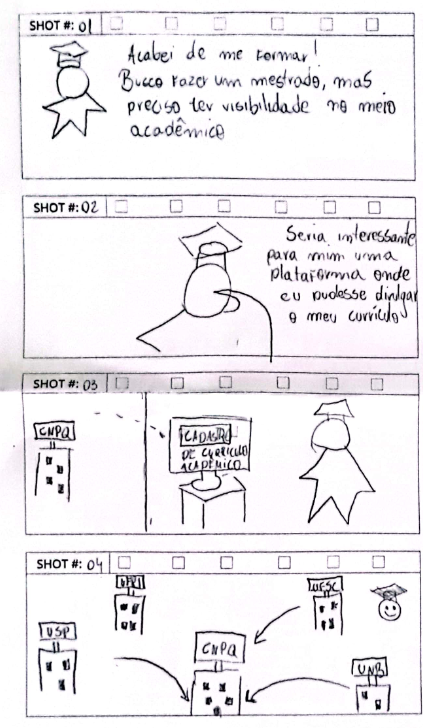 SHOT #: 01
Acabei de me formar!
Busco fazer um mestrado, mas
preciso ter visibilidade no meio
acadêmico
SHOT #: 02
Seria interessante
para mim uma
plataforma onde
eu pudesse divulgar
o meu currículo
SHOT #: 03
CNPQ
CADASTRO
DE CURRICULO
ACADÊMICO
SHOT #: 04
UFRJ
UFSC
USP
CNPQ
UNB